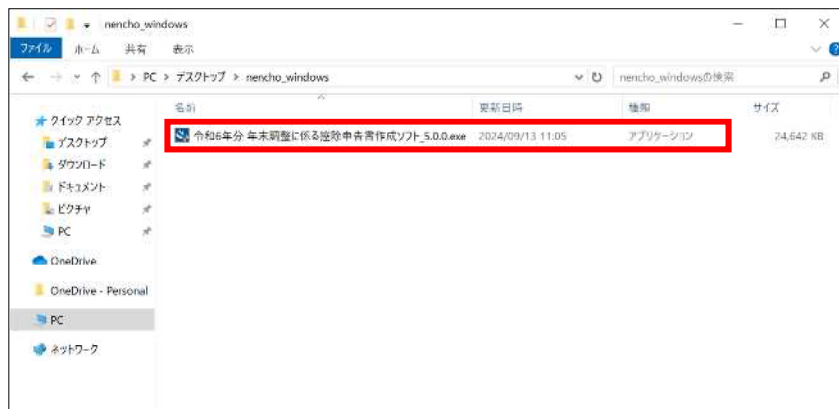 nencho_windows
ファイル ホーム 共有 表示
PC > デスクトップ > nencho_windows
nencho_windowsの検索
名前 更新日時 種類 サイズ
令和6年分 年末調整に係る控除申告書作成ソフト_5.0.0.exe 2024/09/13 11:05 アプリケーション 24,642 KB
クイック アクセス
デスクトップ
ダウンロード
ドキュメント
ピクチャ
PC
OneDrive
OneDrive - Personal
PC
ネットワーク